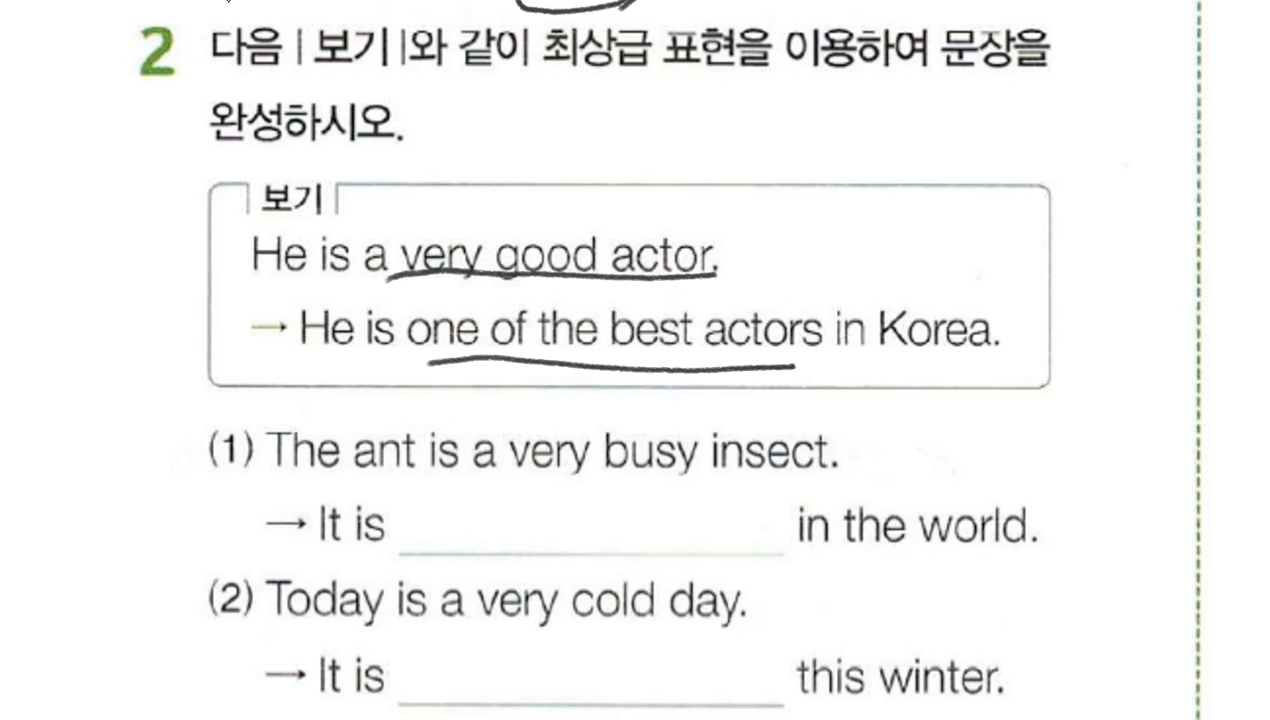 2 다음 | 보기 |와 같이 최상급 표현을 이용하여 문장을
완성하시오.
보기
He is a very good actor.
→ He is one of the best actors in Korea.
(1) The ant is a very busy insect.
→ It is ____________ in the world.
(2) Today is a very cold day.
→ It is ____________ this winter.